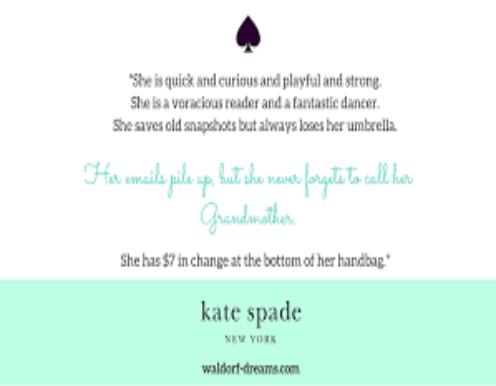 "She is quick and curious and playful and strong.
She is a voracious reader and a fantastic dancer.
She saves old snapshots but always loses her umbrella.
Her emails pile up, but she never forgets to call her
Grandmother.
She has $7 in change at the bottom of her handbag."
kate spade
NEW YORK
waldorf-dreams.com